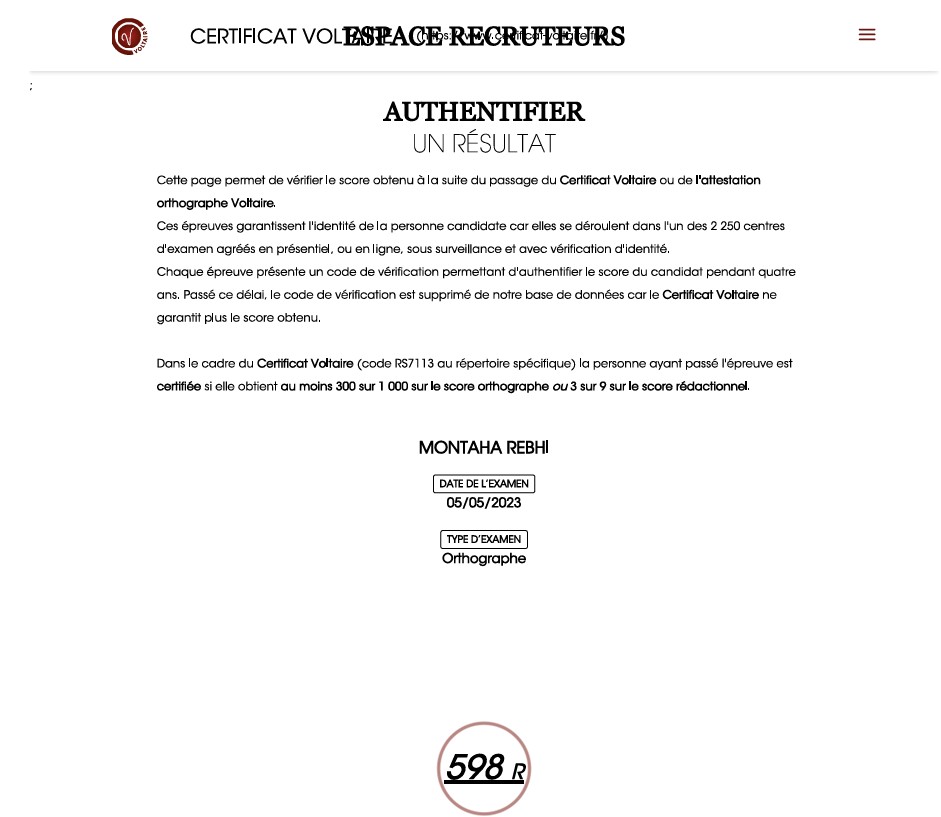 CERTIFICAT VOLTAIRE (https://www.certificat-voltaire.fr/)
ESPACE RECRUTEURS
VOLTAIRE
;
AUTHENTIFIER
UN RÉSULTAT
Cette page permet de vérifier le score obtenu à la suite du passage du Certificat Voltaire ou de l'attestation
orthographe Voltaire.
Ces épreuves garantissent l'identité de la personne candidate car elles se déroulent dans l'un des 2 250 centres
d'examen agréés en présentiel, ou en ligne, sous surveillance et avec vérification d'identité.
Chaque épreuve présente un code de vérification permettant d'authentifier le score du candidat pendant quatre
ans. Passé ce délai, le code de vérification est supprimé de notre base de données car le Certificat Voltaire ne
garantit plus le score obtenu.
Dans le cadre du Certificat Voltaire (code RS7113 au répertoire spécifique) la personne ayant passé l'épreuve est
certifiée si elle obtient au moins 300 sur 1 000 sur le score orthographe ou 3 sur 9 sur le score rédactionnel.
MONTAHA REBHI
DATE DE L'EXAMEN
05/05/2023
TYPE D'EXAMEN
Orthographe
598 R